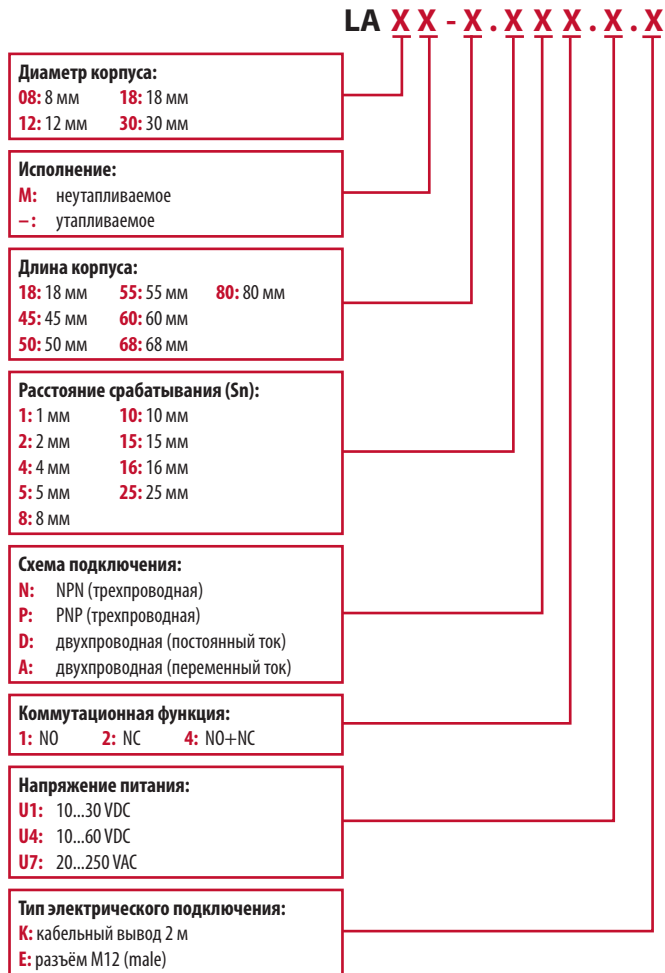 LA X X - X . X X X . X . X
Диаметр корпуса:
08: 8 мм 18: 18 мм
12: 12 мм 30: 30 мм
Исполнение:
M: неутапливаемое
– : утапливаемое
Длина корпуса:
18: 18 мм 55: 55 мм 80: 80 мм
45: 45 мм 60: 60 мм
50: 50 мм 68: 68 мм
Расстояние срабатывания (Sn):
1: 1 мм 10: 10 мм
2: 2 мм 15: 15 мм
4: 4 мм 16: 16 мм
5: 5 мм 25: 25 мм
8: 8 мм
Схема подключения:
N: NPN (трехпроводная)
P: PNP (трехпроводная)
D: двухпроводная (постоянный ток)
A: двухпроводная (переменный ток)
Коммутационная функция:
1: NO 2: NC 4: NO+NC
Напряжение питания:
U1: 10...30 VDC
U4: 10...60 VDC
U7: 20...250 VAC
Тип электрического подключения:
K: кабельный вывод 2 м
E: разъём M12 (male)